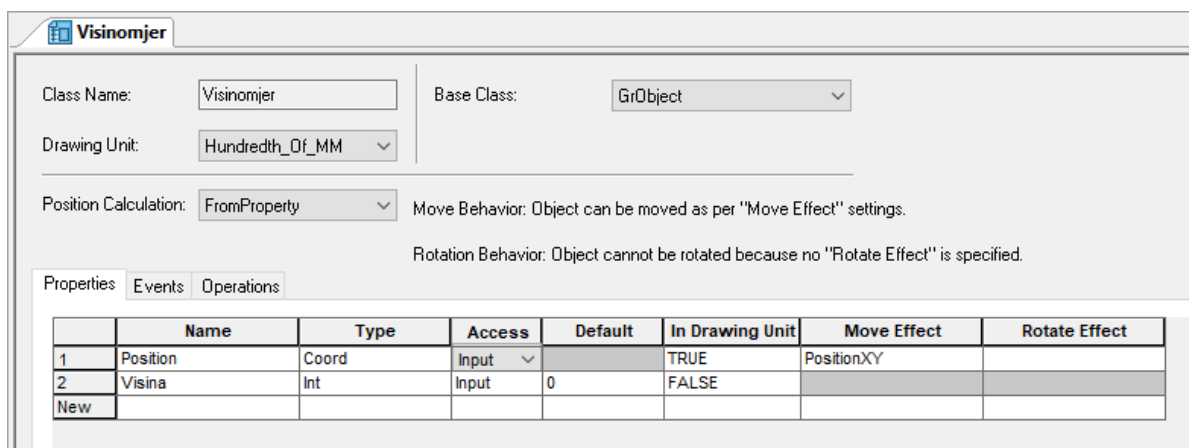 Visinomjer
Class Name: Visinomjer Base Class: GrObject
Drawing Unit: Hundredth_Of_MM
Position Calculation: FromProperty Move Behavior: Object can be moved as per "Move Effect" settings.
Rotation Behavior: Object cannot be rotated because no "Rotate Effect" is specified.
Properties Events Operations
Name Type Access Default In Drawing Unit Move Effect Rotate Effect
1 Position Coord Input TRUE PositionXY
2 Visina Int Input 0 FALSE
New